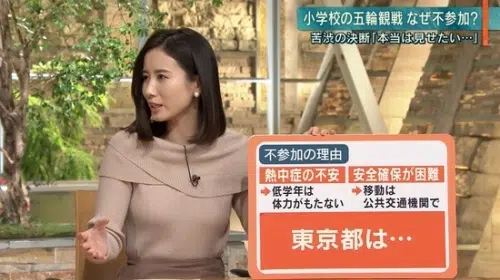 小学校の五輪観戦 なぜ不参加?
苦渋の決断「本当は見せたい…」
不参加の理由
熱中症の不安 安全確保が困難
➔低学年は ➔移動は
体力がもたない 公共交通機関で
東京都は…